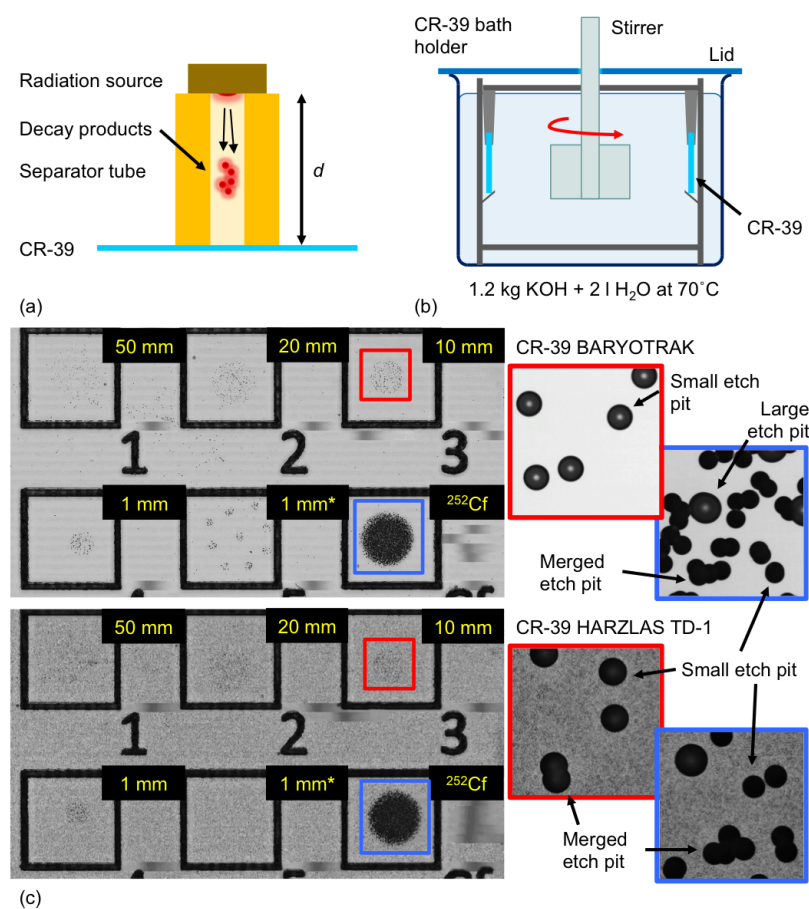 Radiation source
Decay products
Separator tube
d
CR-39
(a)
CR-39 bath
holder
Stirrer
Lid
CR-39
1.2 kg KOH + 2 l H₂O at 70˚C
(b)
50 mm
20 mm
10 mm
1
2
3
1 mm
1 mm*
²⁵²Cf
CR-39 BARYOTRAK
Small etch
pit
Large
etch pit
Merged
etch pit
50 mm
20 mm
10 mm
1
2
3
1 mm
1 mm*
²⁵²Cf
CR-39 HARZLAS TD-1
Small etch pit
Merged
etch pit
(c)